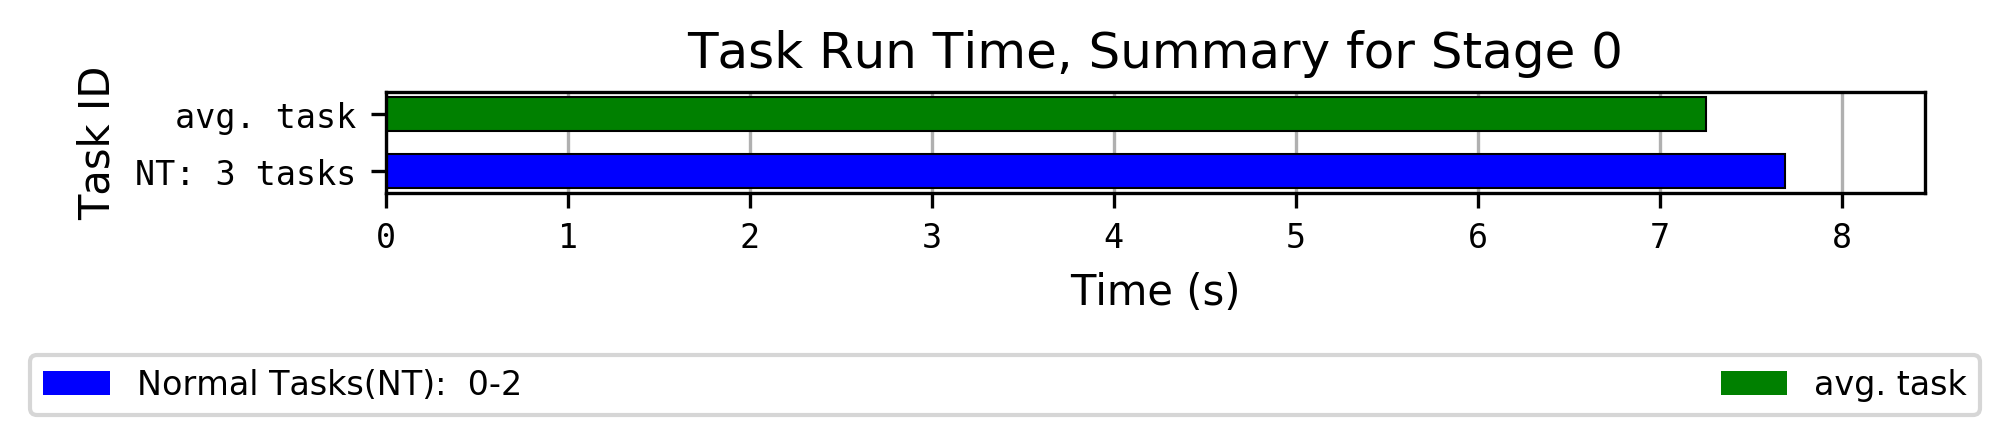 Task Run Time, Summary for Stage 0
Task ID
avg. task
NT: 3 tasks
0 1 2 3 4 5 6 7 8
Time (s)
Normal Tasks(NT):  0-2
avg. task